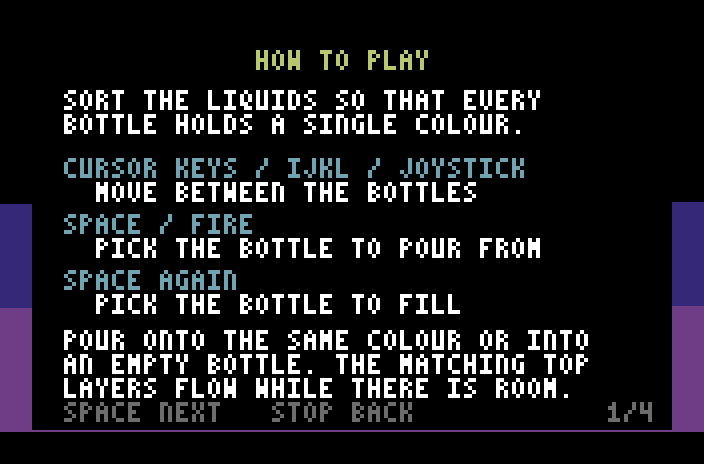 HOW TO PLAY
SORT THE LIQUIDS SO THAT EVERY
BOTTLE HOLDS A SINGLE COLOUR.
CURSOR KEYS / IJKL / JOYSTICK
MOVE BETWEEN THE BOTTLES
SPACE / FIRE
PICK THE BOTTLE TO POUR FROM
SPACE AGAIN
PICK THE BOTTLE TO FILL
POUR ONTO THE SAME COLOUR OR INTO
AN EMPTY BOTTLE. THE MATCHING TOP
LAYERS FLOW WHILE THERE IS ROOM.
SPACE NEXT STOP BACK 1/4